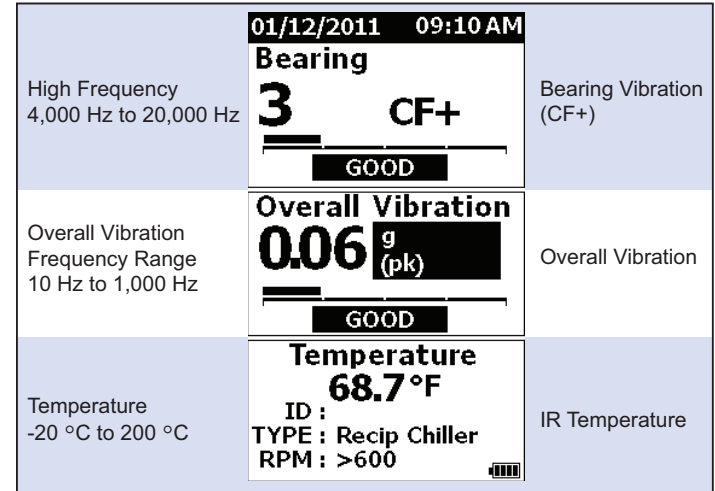 01/12/2011 09:10 AM
High Frequency
4,000 Hz to 20,000 Hz
Bearing
3 CF+
GOOD
Bearing Vibration
(CF+)
Overall Vibration
Frequency Range
10 Hz to 1,000 Hz
Overall Vibration
0.06 g
(pk)
GOOD
Overall Vibration
Temperature
-20 °C to 200 °C
Temperature
68.7°F
ID :
TYPE : Recip Chiller
RPM : >600
IR Temperature